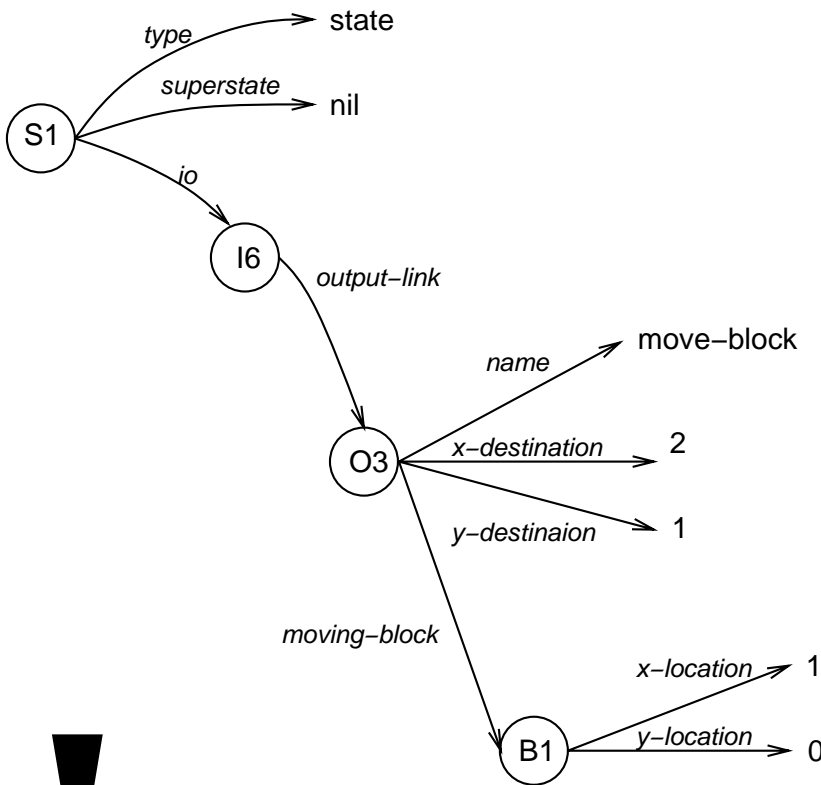 type
state
superstate
nil
S1
io
I6
output−link
name
move−block
O3
x−destination
2
y−destinaion
1
moving−block
x−location
1
B1
y−location
0